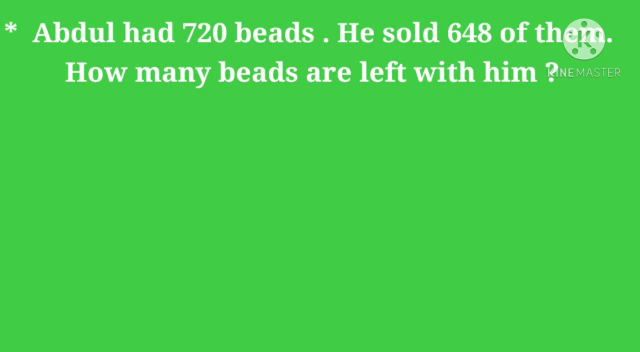 * Abdul had 720 beads . He sold 648 of them.
How many beads are left with him ?
KINEMASTER